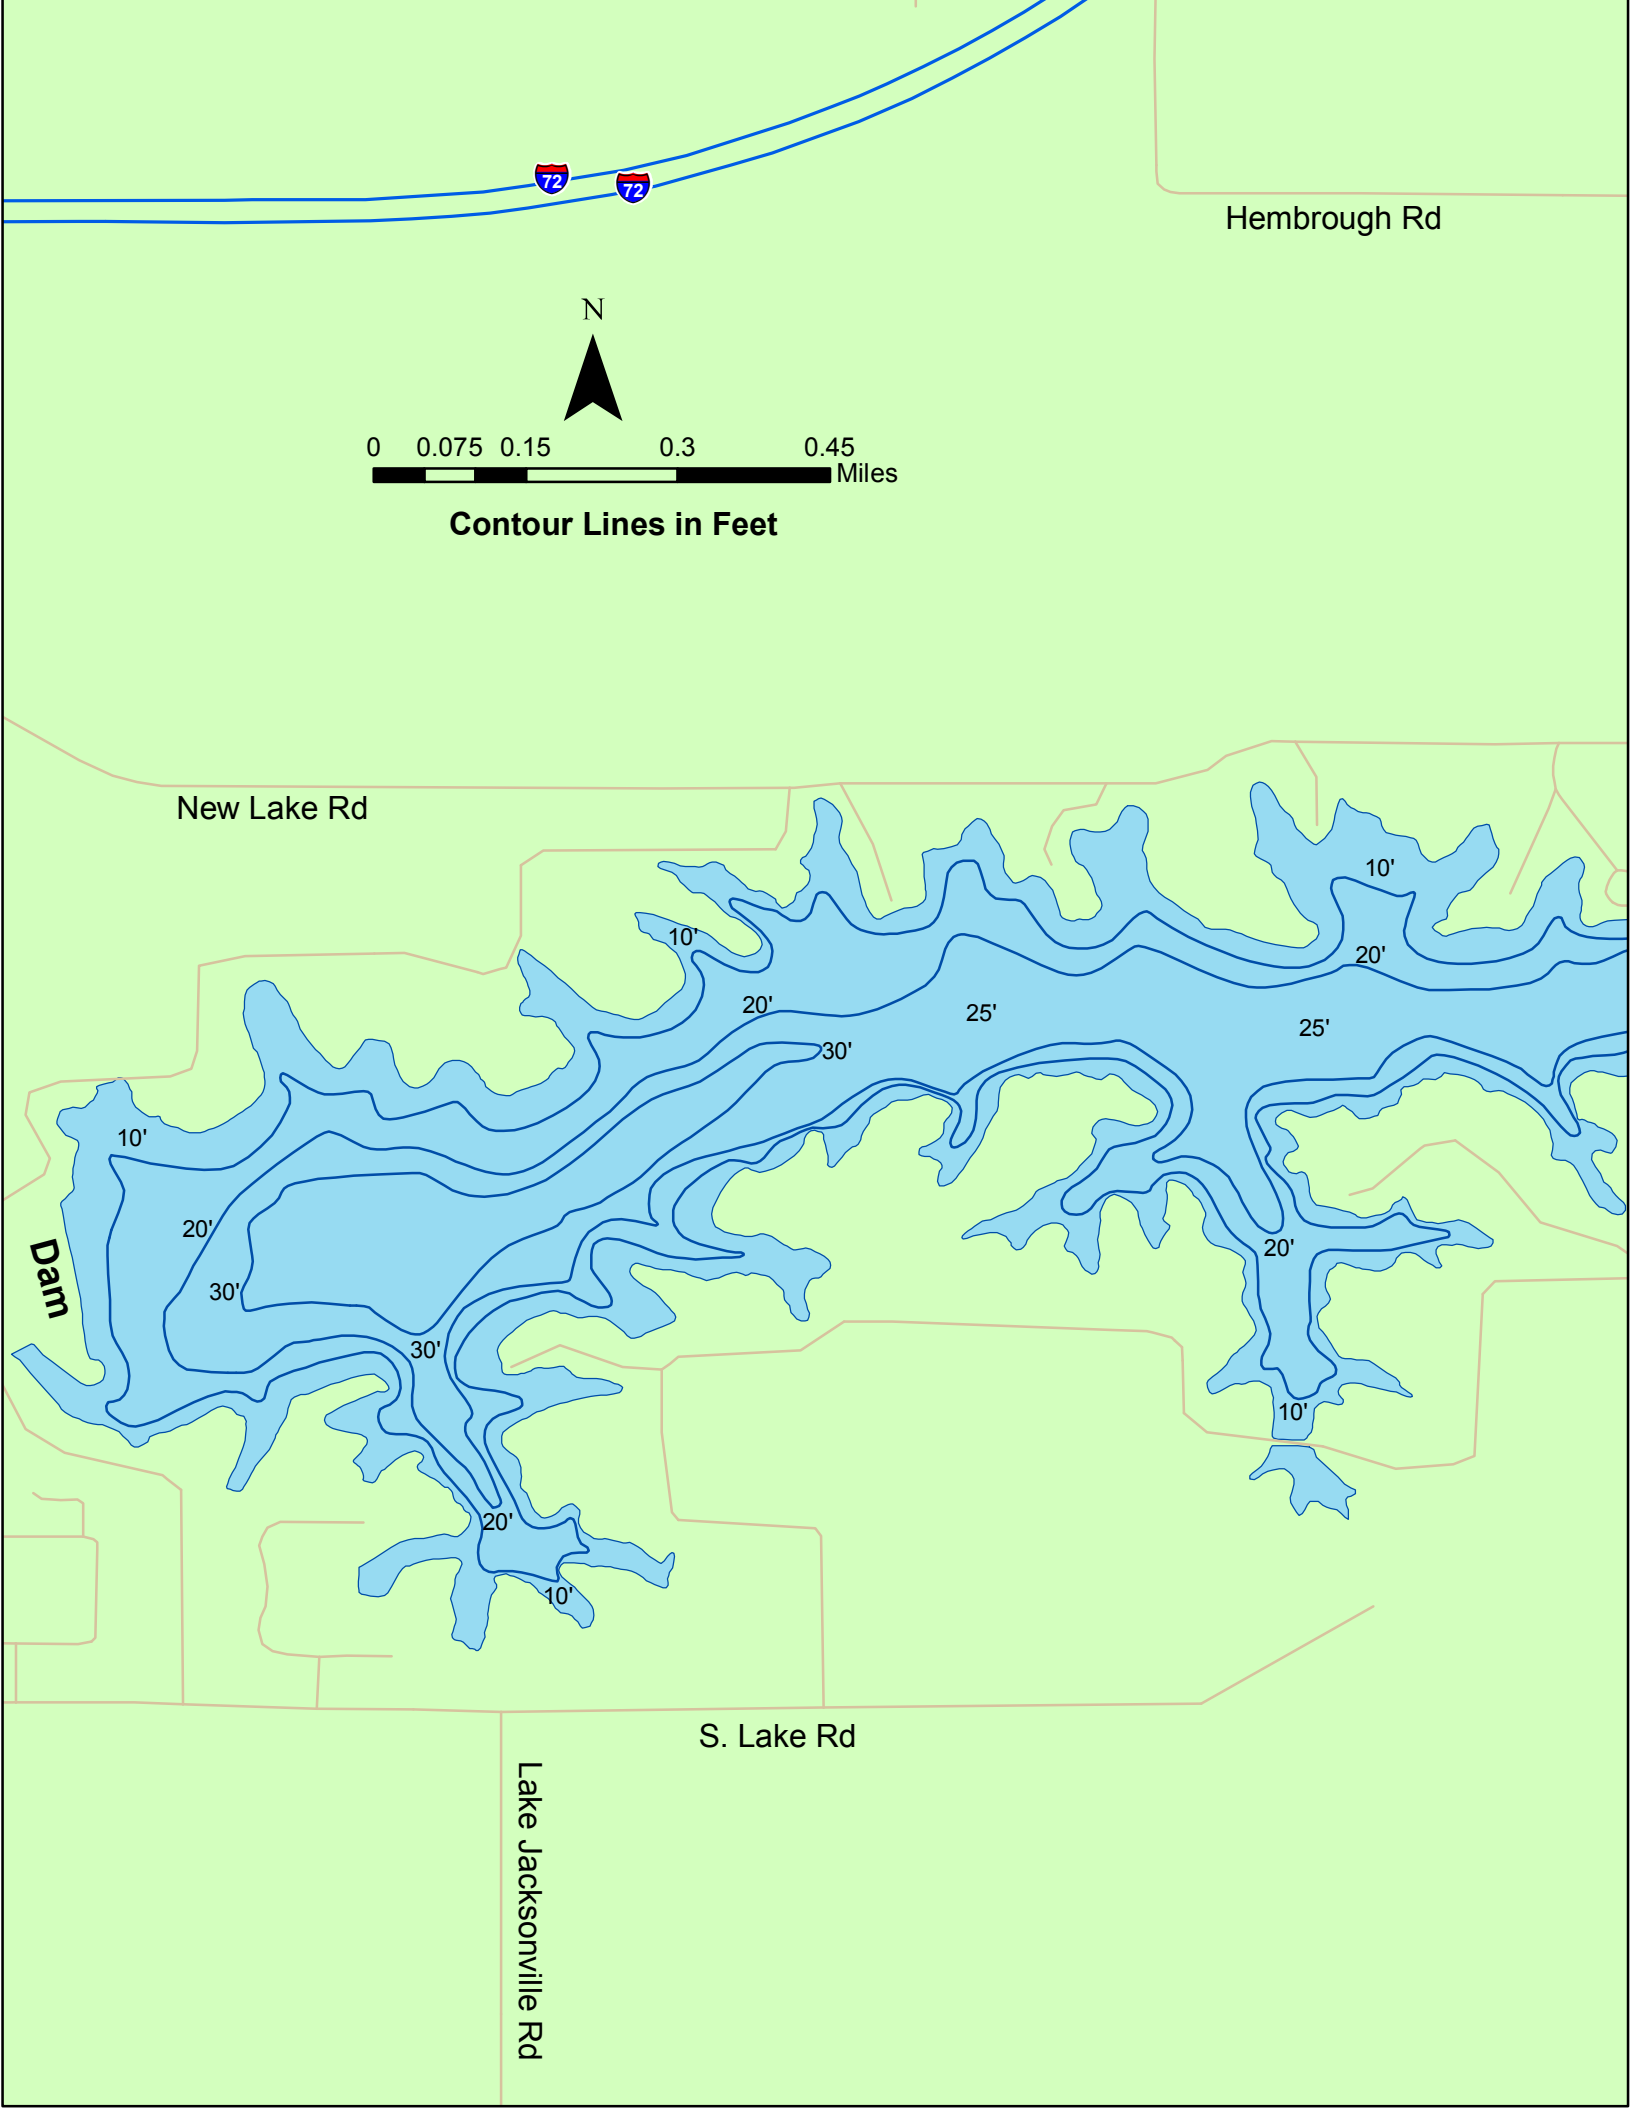 72
72
Hembrough Rd
N
0 0.075 0.15 0.3 0.45
Miles
Contour Lines in Feet
New Lake Rd
10'
10'
20'
20'
25'
25'
30'
10'
20'
Dam
20'
30'
30'
10'
20'
10'
S. Lake Rd
Lake Jacksonville Rd